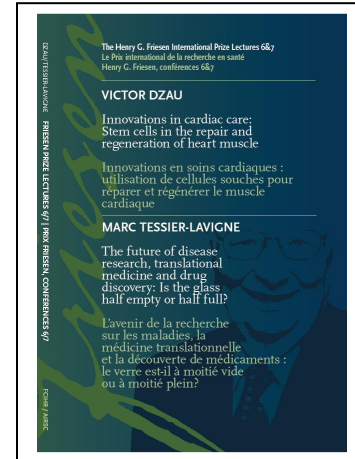 The Henry G. Friesen International Prize Lectures 6&7
Le Prix international de la recherche en santé
Henry G. Friesen, conférences 6&7
VICTOR DZAU
Innovations in cardiac care:
Stem cells in the repair and
regeneration of heart muscle
Innovations en soins cardiaques :
utilisation de cellules souches pour
réparer et régénérer le muscle
cardiaque
MARC TESSIER-LAVIGNE
The future of disease
research, translational
medicine and drug
discovery: Is the glass
half empty or half full?
L'avenir de la recherche
sur les maladies, la
médicine translationnelle
et la découverte de médicaments :
le verre est-il à moitié vide
ou à moitié plein?
DZAU/TESSIER-LAVIGNE FRIESEN PRIZE LECTURES 6/7 | PRIX FRIESEN, CONFÉRENCES 6/7 FCIHR / AIRSC
friesen